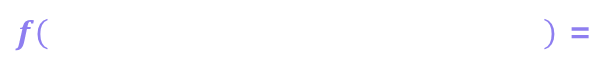 f( ) =